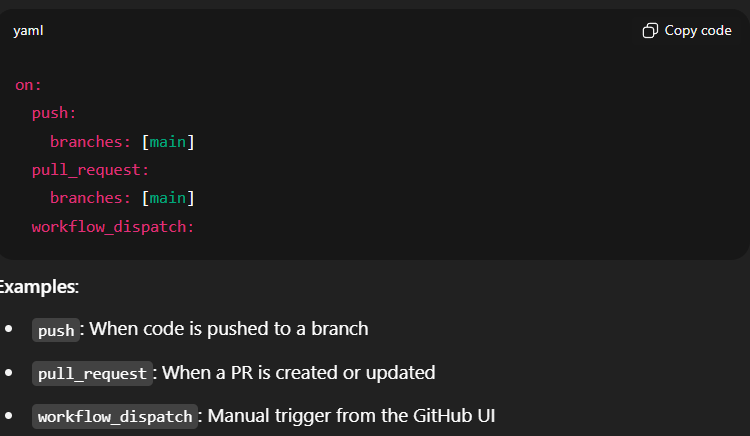 yaml
Copy code
on:
  push:
    branches: [main]
  pull_request:
    branches: [main]
  workflow_dispatch:
Examples:
• push: When code is pushed to a branch
• pull_request: When a PR is created or updated
• workflow_dispatch: Manual trigger from the GitHub UI